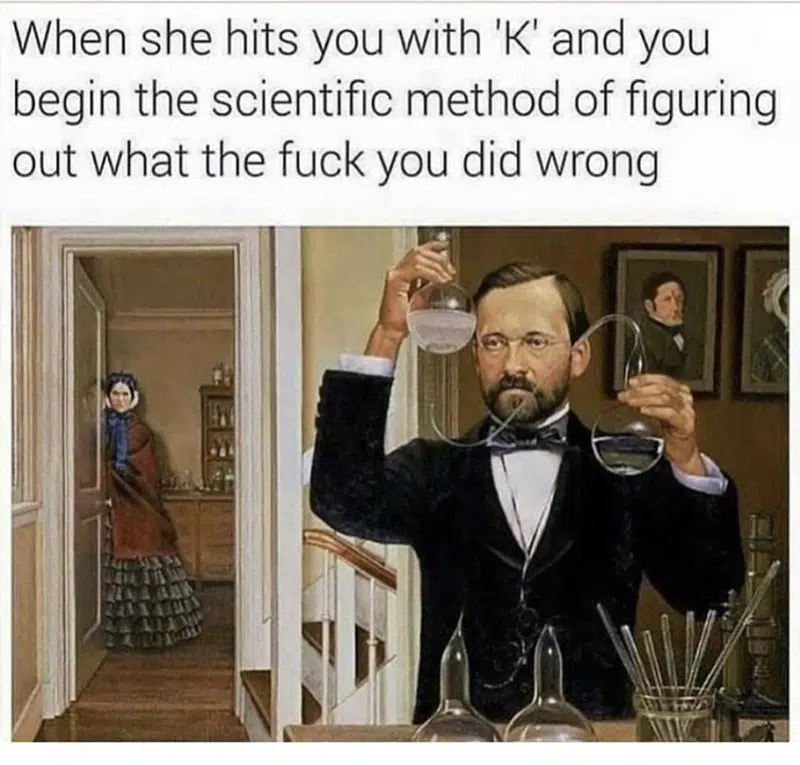 When she hits you with 'K' and you
begin the scientific method of figuring
out what the fuck you did wrong